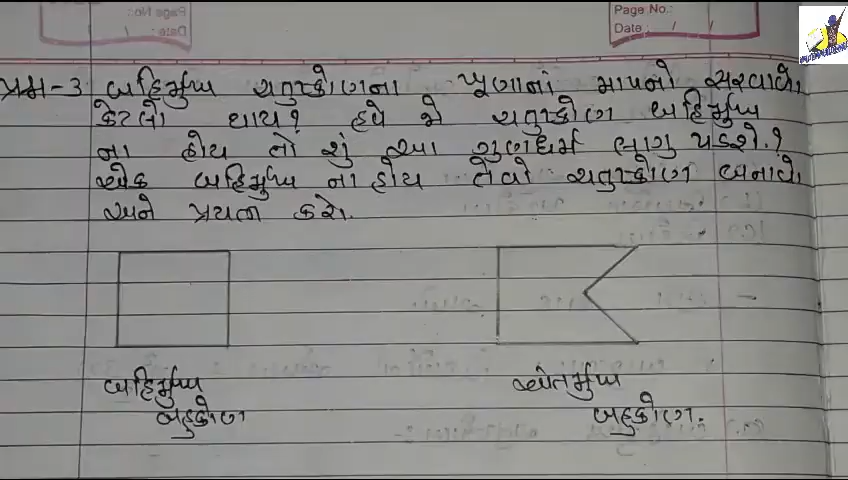 Page No.:
Date: / /
પ્રશ્ન-3 બહિર્મુખ ચતુષ્કોણના ખૂણાનાં માપનો સરવાળો
કેટલો થાય? હવે જો ચતુષ્કોણ બહિર્મુખ
ના હોય તો શું આ ગુણધર્મ લાગુ પડશે.?
એક બહિર્મુખ ના હોય તેવો ચતુષ્કોણ બનાવો
અને પ્રયત્ન કરો.
બહિર્મુખ
બહુકોણ
અંતર્મુખ
બહુકોણ.